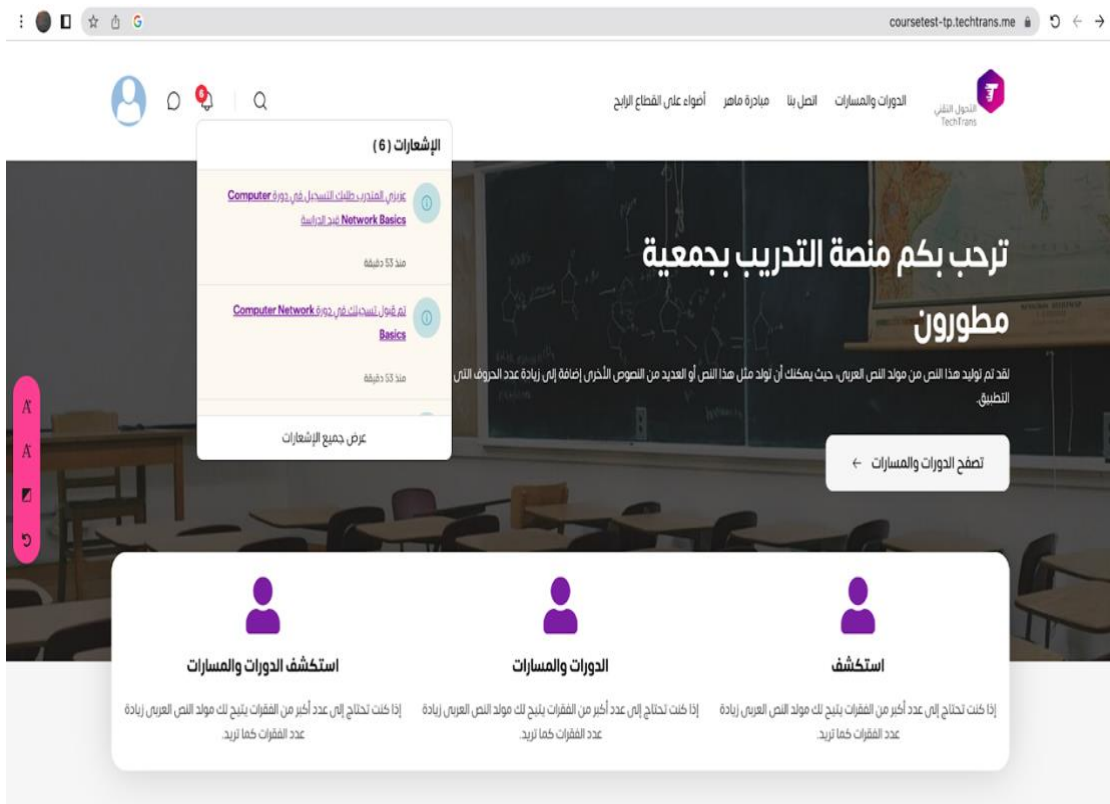 coursetest-tp.techtrans.me
التحول التقني
TechTrans
الدورات والمسارات
اتصل بنا
مبادرة ماهر
أضواء على القطاع الرابح
6
الإشعارات ( 6 )
عزيزي المتدرب طلبك التسجيل في دورة Computer
Network Basics قيد الدراسة
منذ 53 دقيقة
تم قبول تسجيلك في دورة Computer Network
Basics
منذ 53 دقيقة
عرض جميع الإشعارات
ترحب بكم منصة التدريب بجمعية
مطورون
لقد تم توليد هذا النص من مولد النص العربى، حيث يمكنك أن تولد مثل هذا النص أو العديد من النصوص الأخرى إضافة إلى زيادة عدد الحروف التى
التطبيق.
تصفح الدورات والمسارات
استكشف
إذا كنت تحتاج إلى عدد أكبر من الفقرات يتيح لك مولد النص العربى زيادة
عدد الفقرات كما تريد.
الدورات والمسارات
إذا كنت تحتاج إلى عدد أكبر من الفقرات يتيح لك مولد النص العربى زيادة
عدد الفقرات كما تريد.
استكشف الدورات والمسارات
إذا كنت تحتاج إلى عدد أكبر من الفقرات يتيح لك مولد النص العربى زيادة
عدد الفقرات كما تريد.